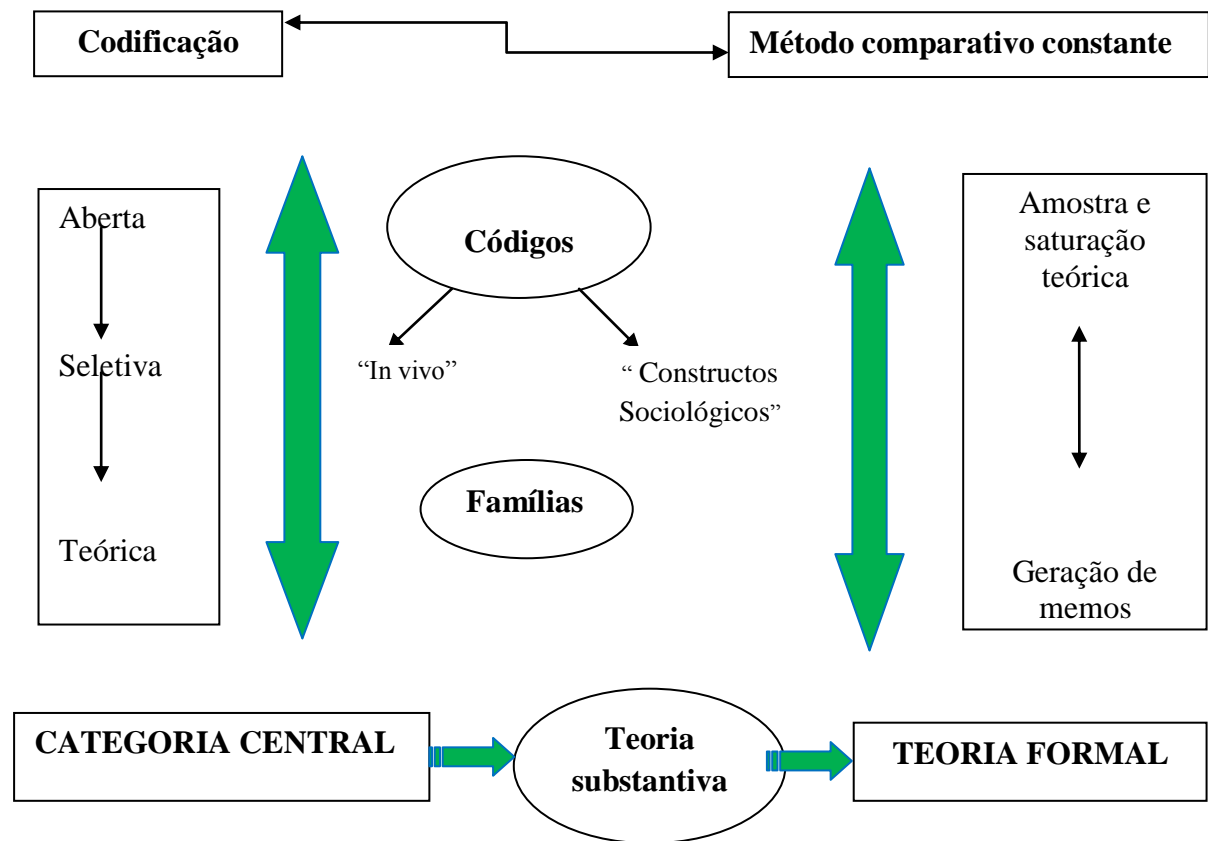 Codificação
Método comparativo constante
Aberta
Seletiva
Teórica
Códigos
“In vivo”
“ Constructos
Sociológicos”
Famílias
Amostra e
saturação
teórica
Geração de
memos
CATEGORIA CENTRAL
Teoria
substantiva
TEORIA FORMAL